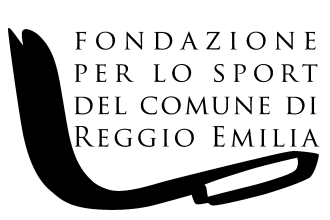 FONDAZIONE
PER LO SPORT
DEL COMUNE DI
REGGIO EMILIA